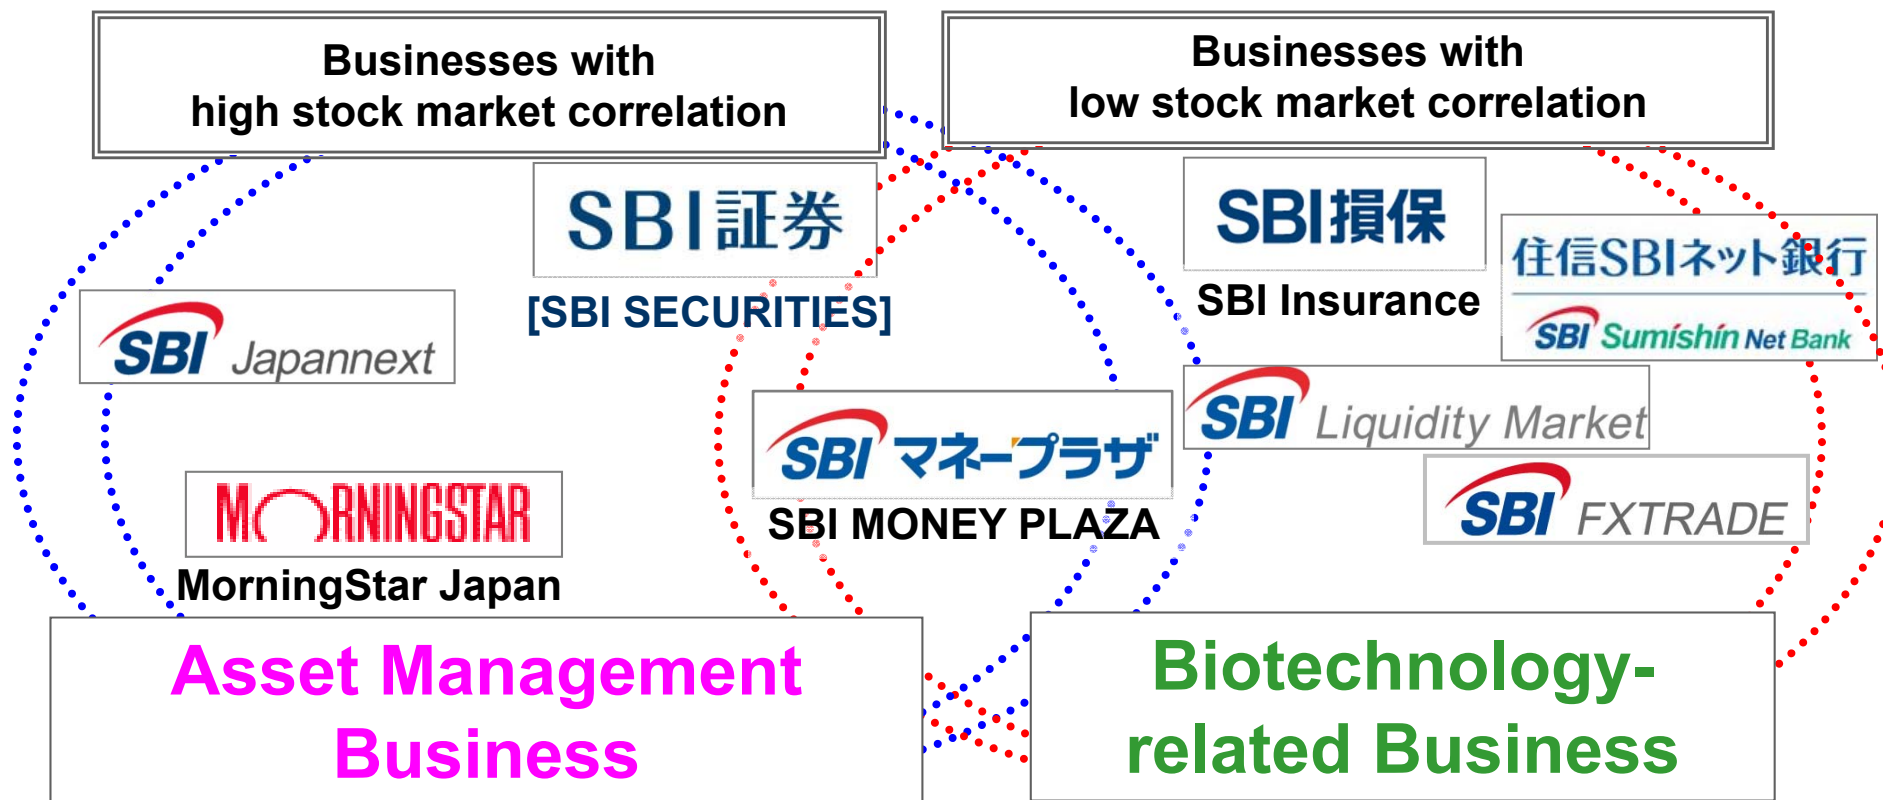 Businesses with
high stock market correlation
Businesses with
low stock market correlation
SBI証券
[SBI SECURITIES]
SBI損保
SBI Insurance
住信SBIネット銀行
SBI Sumishin Net Bank
SBI Japannext
SBI Liquidity Market
SBI マネープラザ
SBI MONEY PLAZA
SBI FXTRADE
MORNINGSTAR
MorningStar Japan
Asset Management
Business
Biotechnology-
related Business